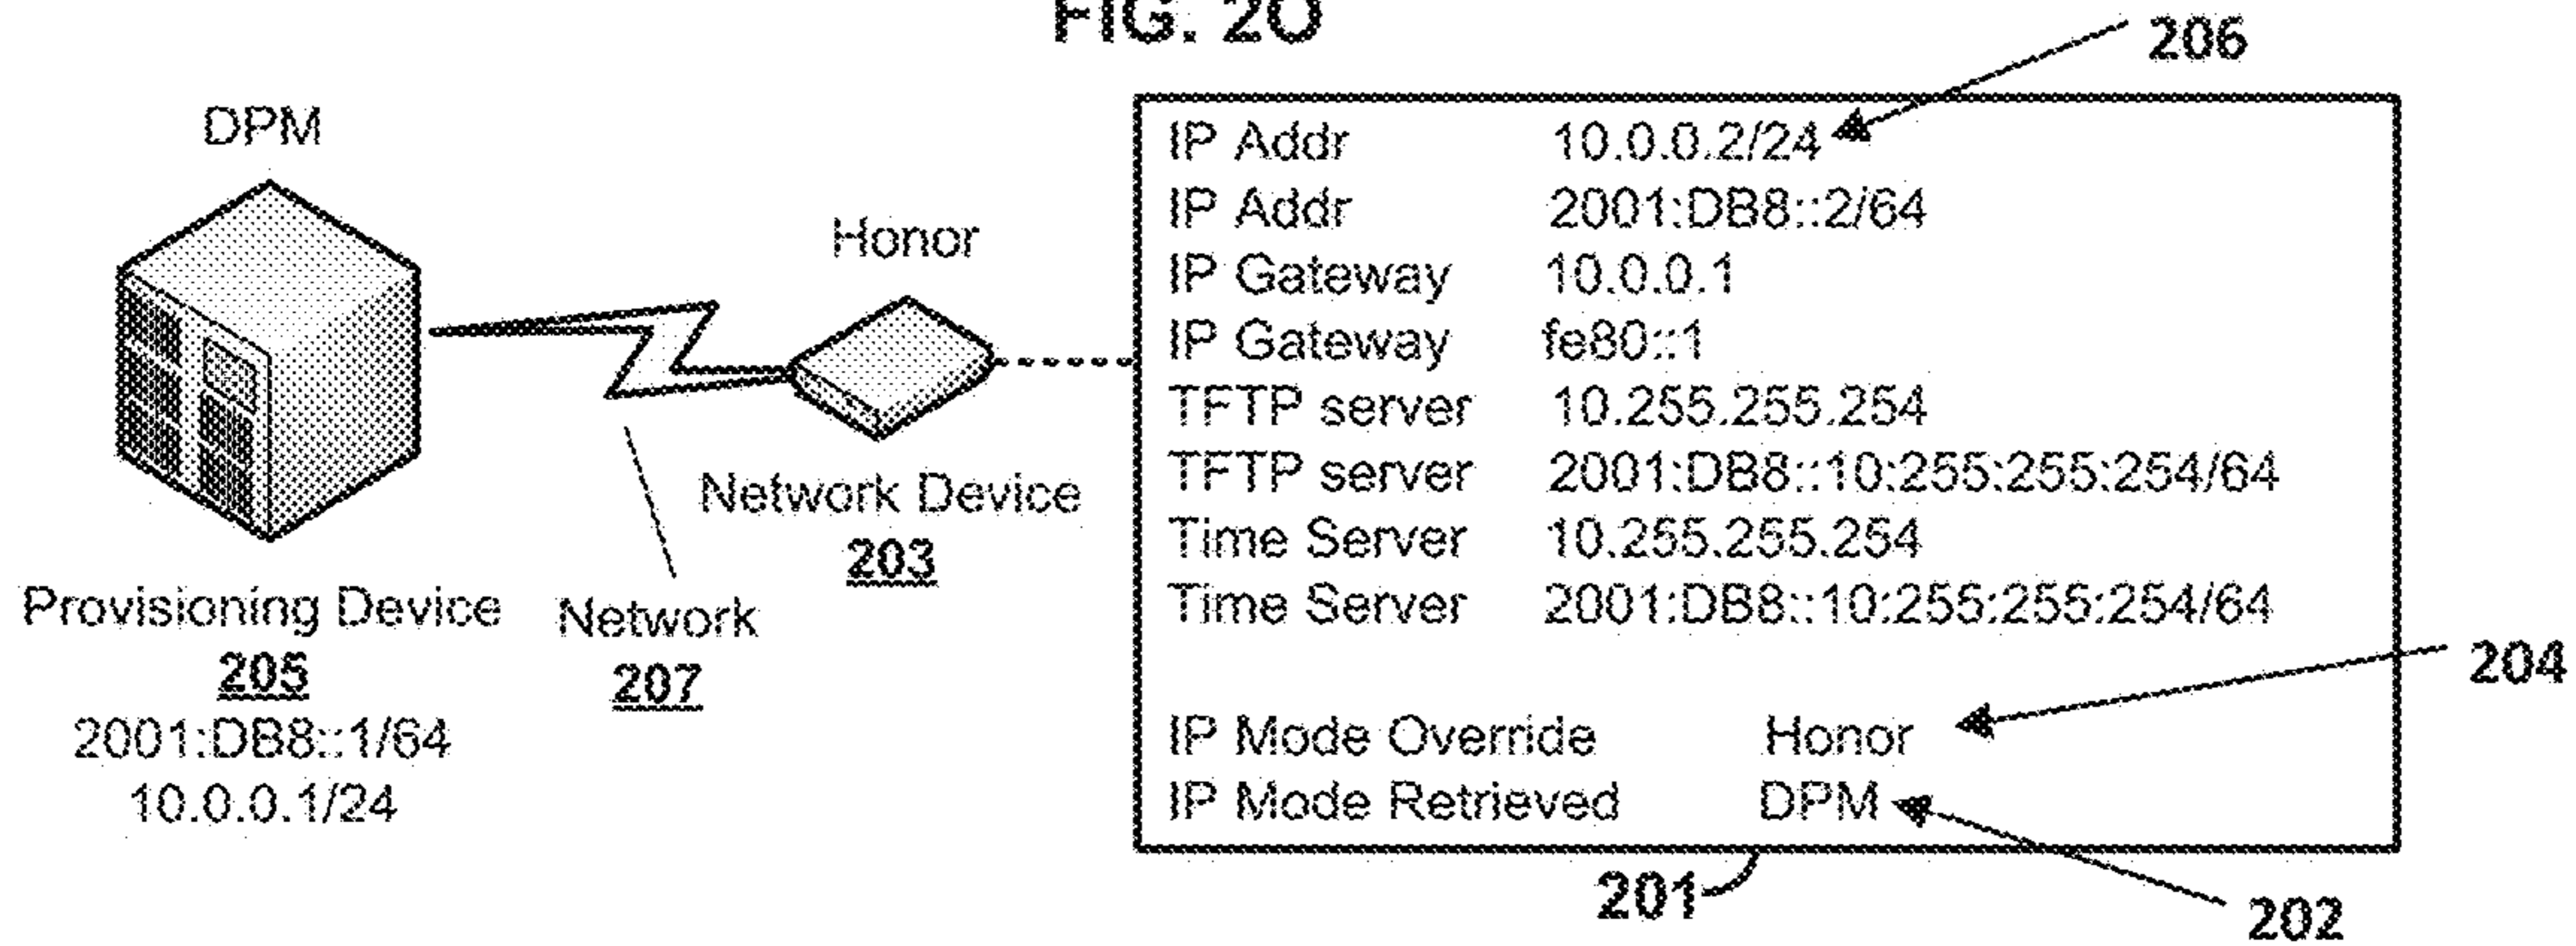 FIG. 2O
206
DPM
Honor
Network Device
203
Provisioning Device
205
2001:DB8::1/64
10.0.0.1/24
Network
207
IP Addr 10.0.0.2/24
IP Addr 2001:DB8::2/64
IP Gateway 10.0.0.1
IP Gateway fe80::1
TFTP server 10.255.255.254
TFTP server 2001:DB8::10:255:255:254/64
Time Server 10.255.255.254
Time Server 2001:DB8::10:255:255:254/64
IP Mode Override Honor
IP Mode Retrieved DPM
204
201
202